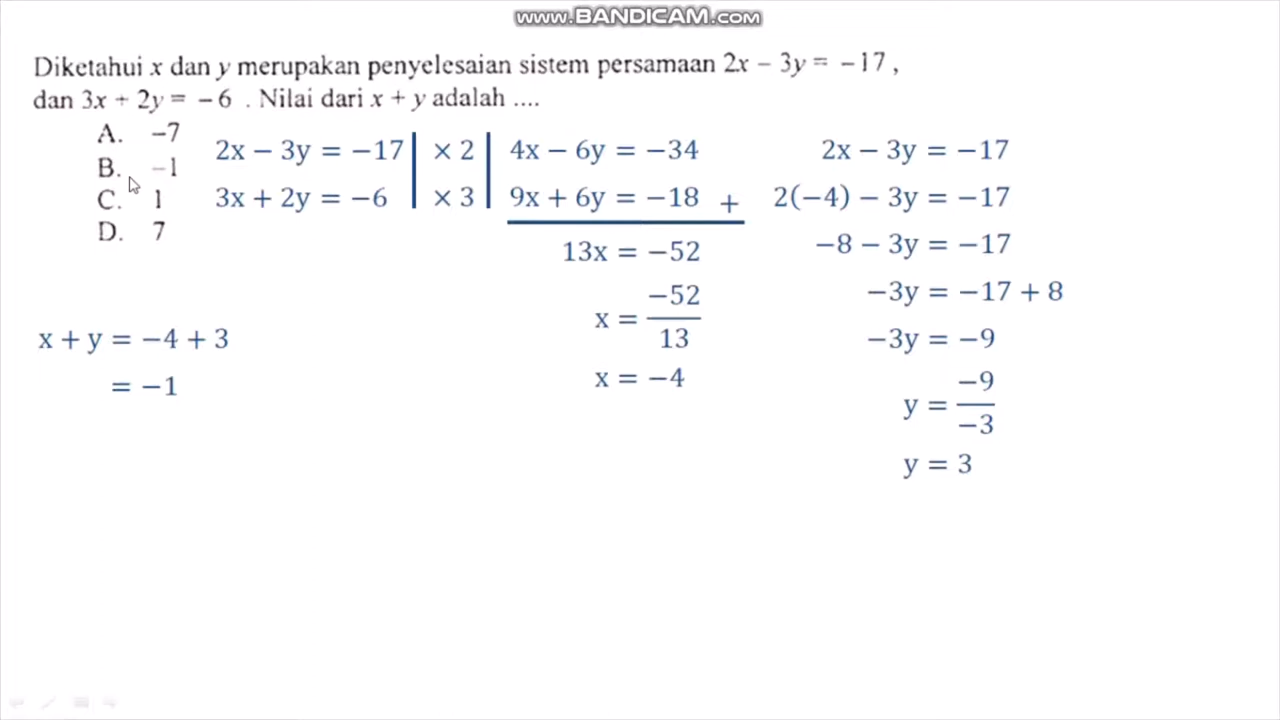 www.BANDICAM.com
Diketahui x dan y merupakan penyelesaian sistem persamaan 2x − 3y = −17 ,
dan 3x + 2y = −6 . Nilai dari x + y adalah ....
A. −7
B. −1
C. 1
D. 7
2x − 3y = −17 | × 2 | 4x − 6y = −34
3x + 2y = −6 | × 3 | 9x + 6y = −18 +
13x = −52
x = −52/13
x = −4
2x − 3y = −17
2(−4) − 3y = −17
−8 − 3y = −17
−3y = −17 + 8
−3y = −9
y = −9/−3
y = 3
x + y = −4 + 3
= −1